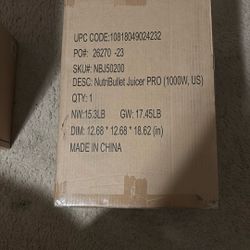 UPC CODE:10818049024232
PO#: 26270 -23
SKU#: NBJ50200
DESC: NutriBullet Juicer PRO (1000W, US)
QTY: 1
NW:15.3LB GW: 17.45LB
DIM: 12.68 * 12.68 * 18.62 (in)
MADE IN CHINA